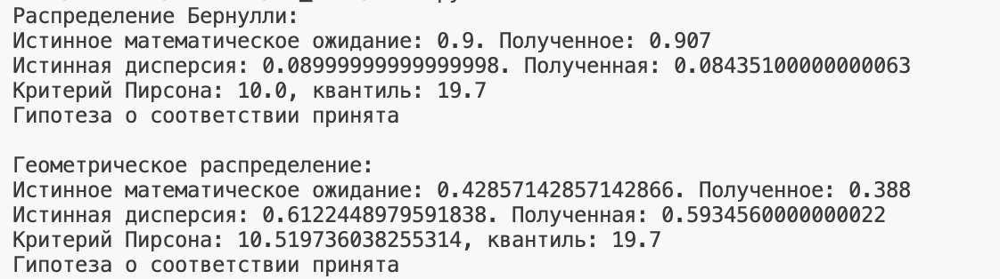 Распределение Бернулли:
Истинное математическое ожидание: 0.9. Полученное: 0.907
Истинная дисперсия: 0.08999999999999998. Полученная: 0.08435100000000063
Критерий Пирсона: 10.0, квантиль: 19.7
Гипотеза о соответствии принята
Геометрическое распределение:
Истинное математическое ожидание: 0.42857142857142866. Полученное: 0.388
Истинная дисперсия: 0.6122448979591838. Полученная: 0.5934560000000022
Критерий Пирсона: 10.519736038255314, квантиль: 19.7
Гипотеза о соответствии принята